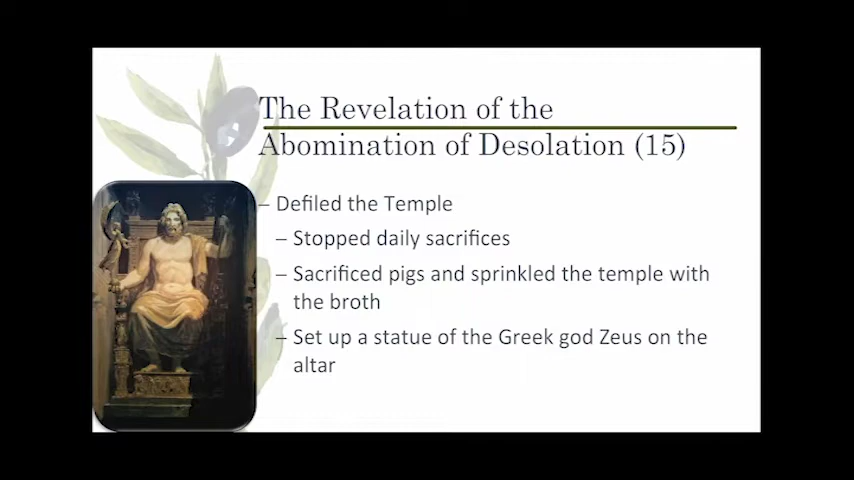 The Revelation of the
Abomination of Desolation (15)
– Defiled the Temple
– Stopped daily sacrifices
– Sacrificed pigs and sprinkled the temple with
the broth
– Set up a statue of the Greek god Zeus on the
altar